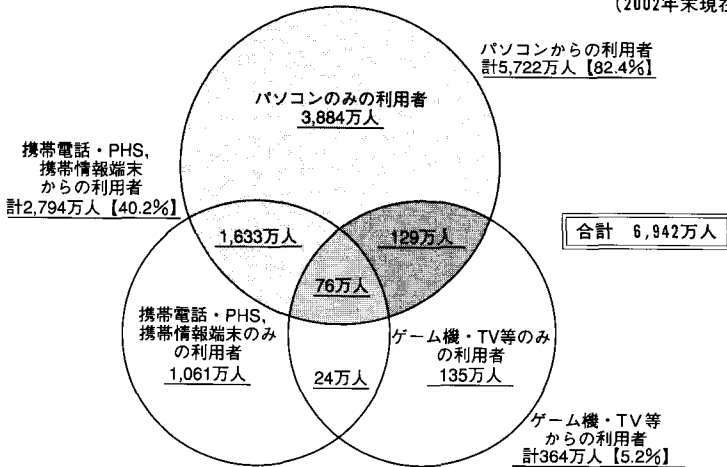 (2002年末現在
パソコンからの利用者
計5,722万人【82.4%】
パソコンのみの利用者
3,884万人
携帯電話・PHS,
携帯情報端末
からの利用者
計2,794万人【40.2%】
1,633万人
129万人
合計 6,942万人
76万人
携帯電話・PHS,
携帯情報端末のみ
の利用者
1,061万人
24万人
ゲーム機・TV等のみ
の利用者
135万人
ゲーム機・TV等
からの利用者
計364万人【5.2%】